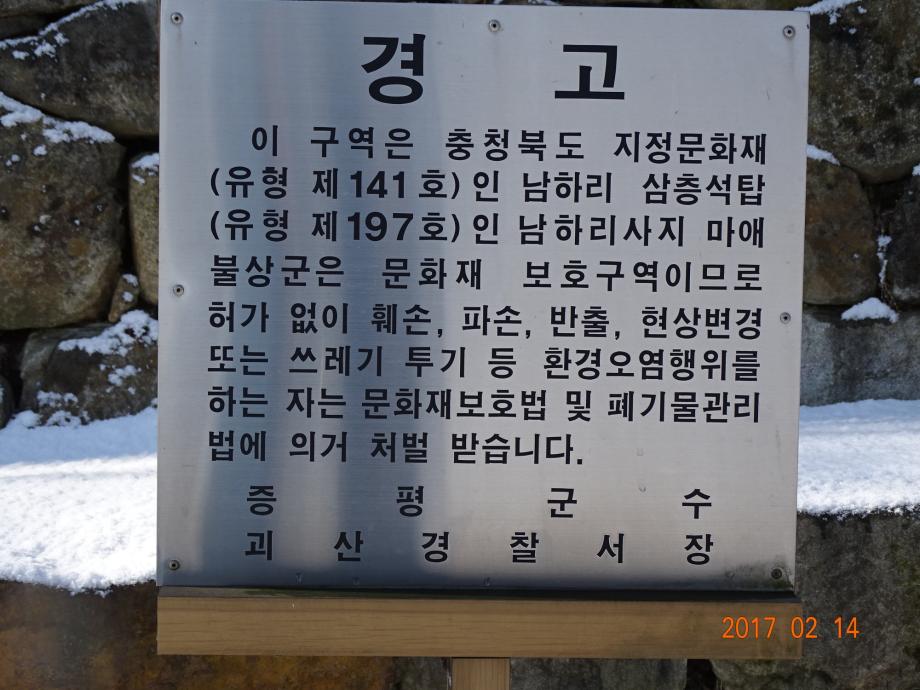 경 고
이 구역은 충청북도 지정문화재
(유형 제141호)인 남하리 삼층석탑
(유형 제197호)인 남하리사지 마애
불상군은 문화재 보호구역이므로
허가 없이 훼손, 파손, 반출, 현상변경
또는 쓰레기 투기 등 환경오염행위를
하는 자는 문화재보호법 및 폐기물관리
법에 의거 처벌 받습니다.
증 평 군 수
괴 산 경 찰 서 장
2017 02 14